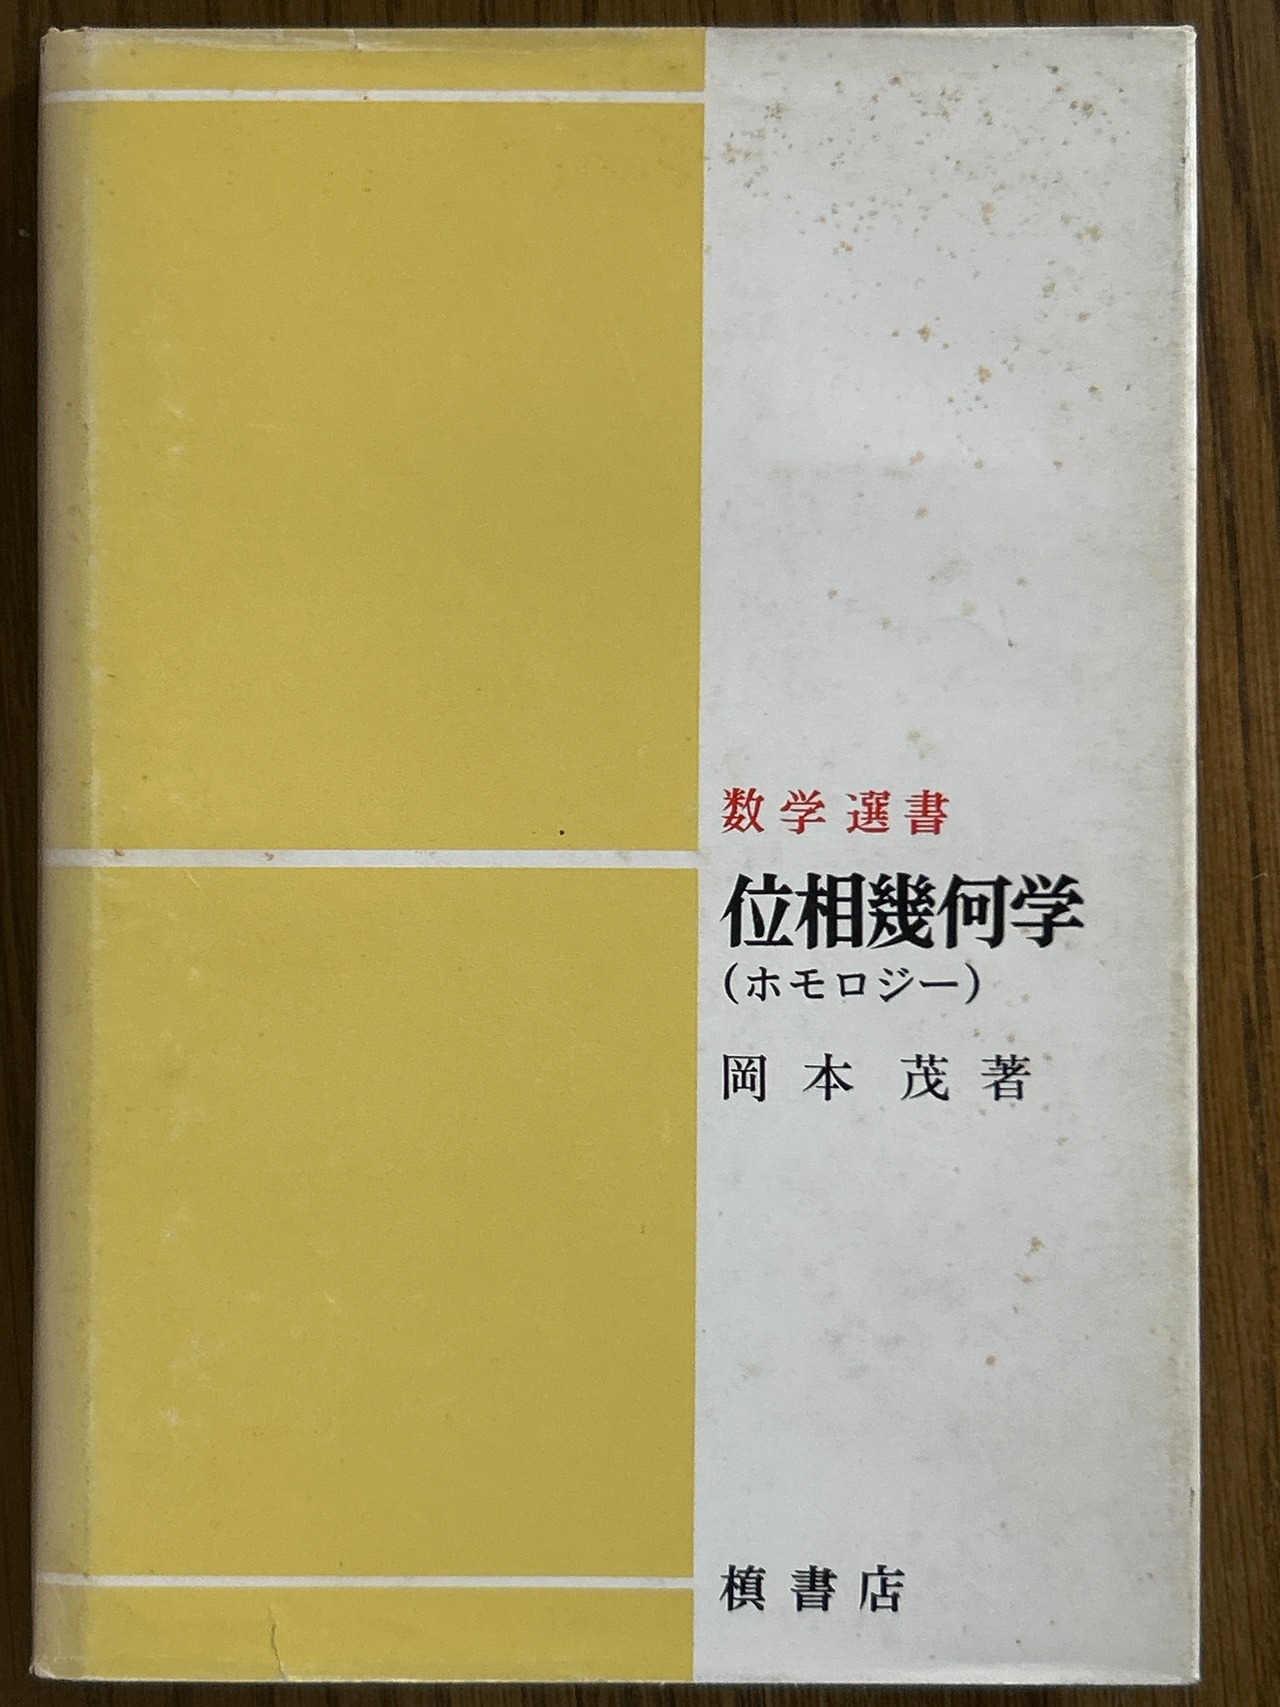 数学選書
位相幾何学
(ホモロジー)
岡本 茂著
槙書店